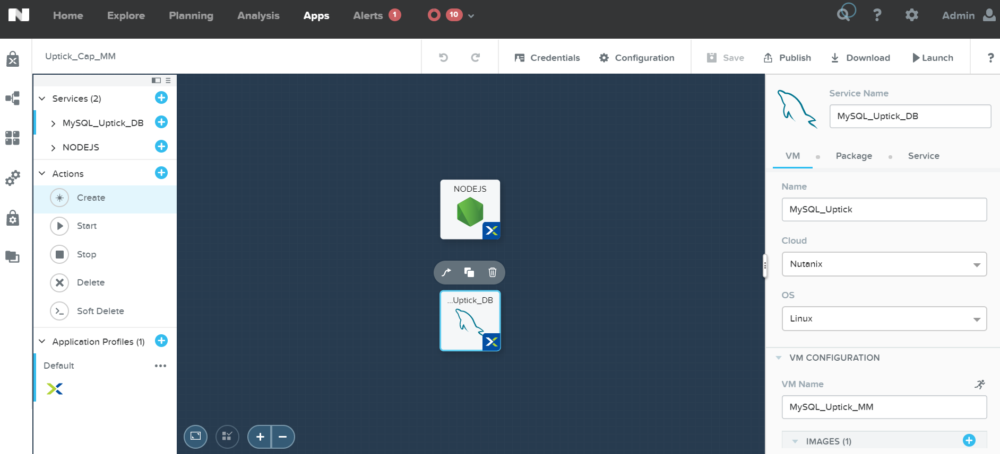 N Home Explore Planning Analysis Apps Alerts 1 10 ? Admin
Uptick_Cap_MM Credentials Configuration Save Publish Download Launch ?
Services (2)
MySQL_Uptick_DB
NODEJS
Actions
Create
Start
Stop
Delete
Soft Delete
Application Profiles (1)
Default
NODEJS
...Uptick_DB
Service Name
MySQL_Uptick_DB
VM Package Service
Name
MySQL_Uptick
Cloud
Nutanix
OS
Linux
VM CONFIGURATION
VM Name
MySQL_Uptick_MM
IMAGES (1)